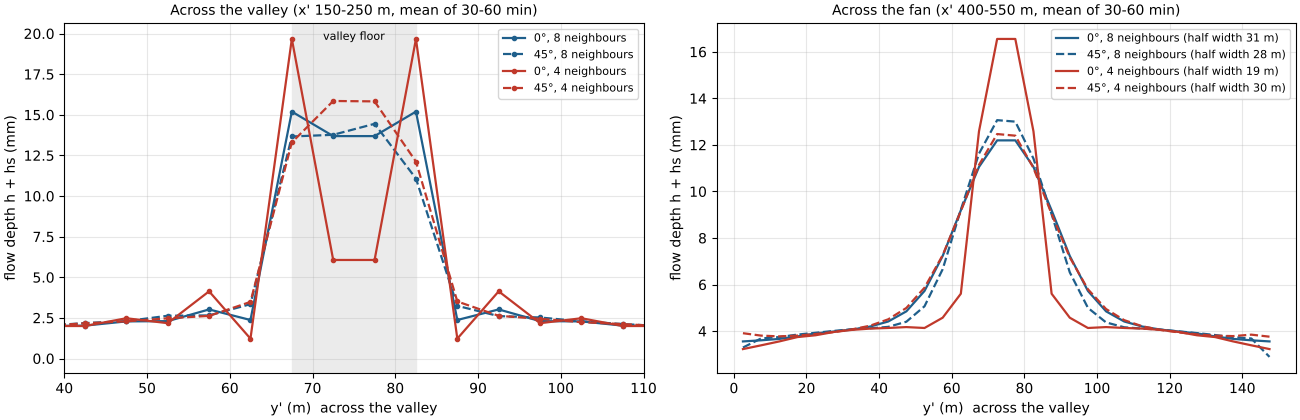 Across the valley (x' 150-250 m, mean of 30-60 min)
flow depth h + hs (mm)
20.0
17.5
15.0
12.5
10.0
7.5
5.0
2.5
0.0
valley floor
0°, 8 neighbours
45°, 8 neighbours
0°, 4 neighbours
45°, 4 neighbours
40 50 60 70 80 90 100 110
y' (m)  across the valley
Across the fan (x' 400-550 m, mean of 30-60 min)
flow depth h + hs (mm)
16
14
12
10
8
6
4
0°, 8 neighbours (half width 31 m)
45°, 8 neighbours (half width 28 m)
0°, 4 neighbours (half width 19 m)
45°, 4 neighbours (half width 30 m)
0 20 40 60 80 100 120 140
y' (m)  across the valley